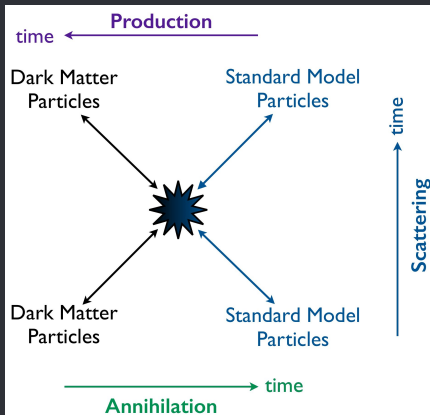 Production
time
Dark Matter
Particles
Standard Model
Particles
time
Scattering
Dark Matter
Particles
Standard Model
Particles
time
Annihilation